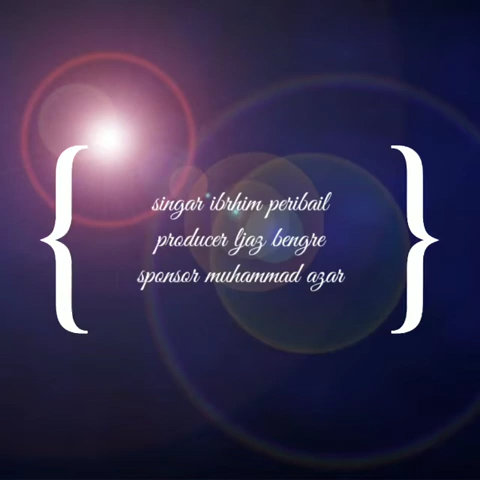 singar ibrhim peribail
producer ljaz bengre
sponsor muhammad azar